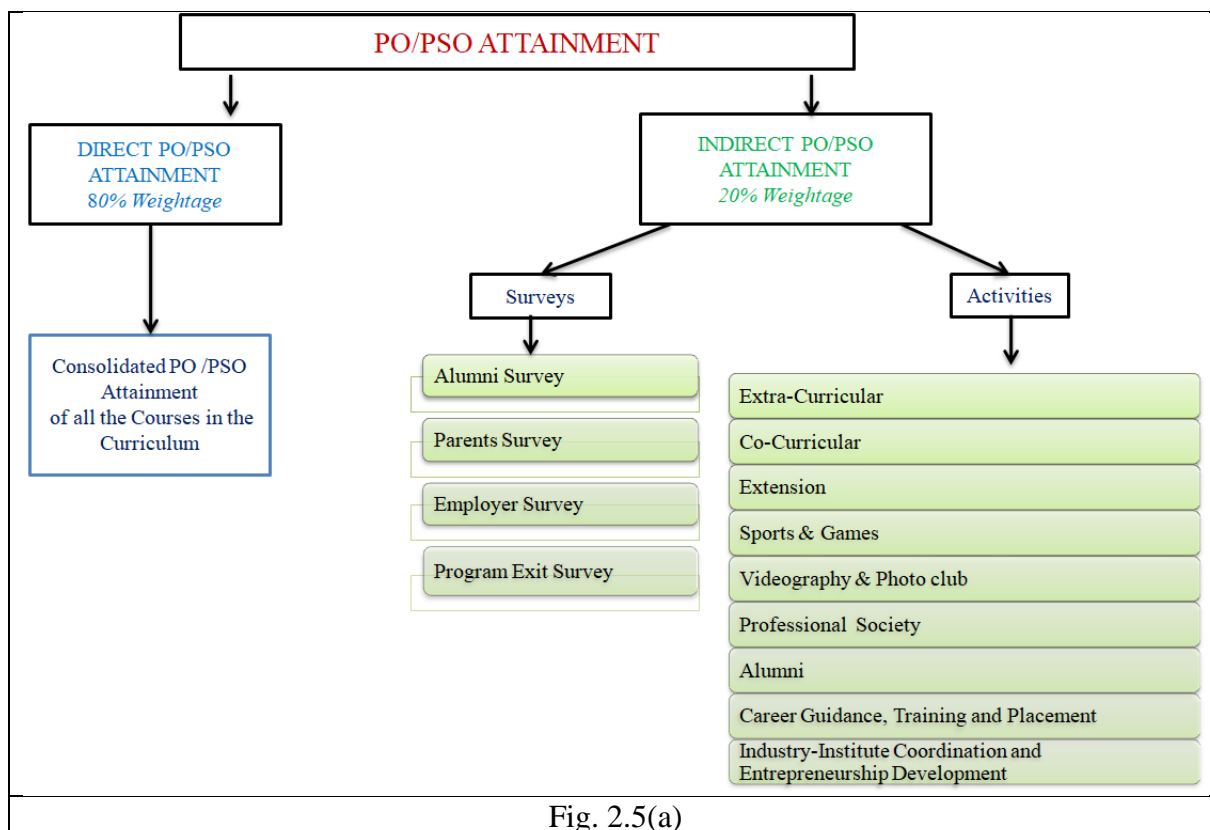 PO/PSO ATTAINMENT
DIRECT PO/PSO
ATTAINMENT
80% Weightage
INDIRECT PO/PSO
ATTAINMENT
20% Weightage
Consolidated PO /PSO
Attainment
of all the Courses in the
Curriculum
Surveys
Alumni Survey
Parents Survey
Employer Survey
Program Exit Survey
Activities
Extra-Curricular
Co-Curricular
Extension
Sports & Games
Videography & Photo club
Professional Society
Alumni
Career Guidance, Training and Placement
Industry-Institute Coordination and
Entrepreneurship Development
Fig. 2.5(a)